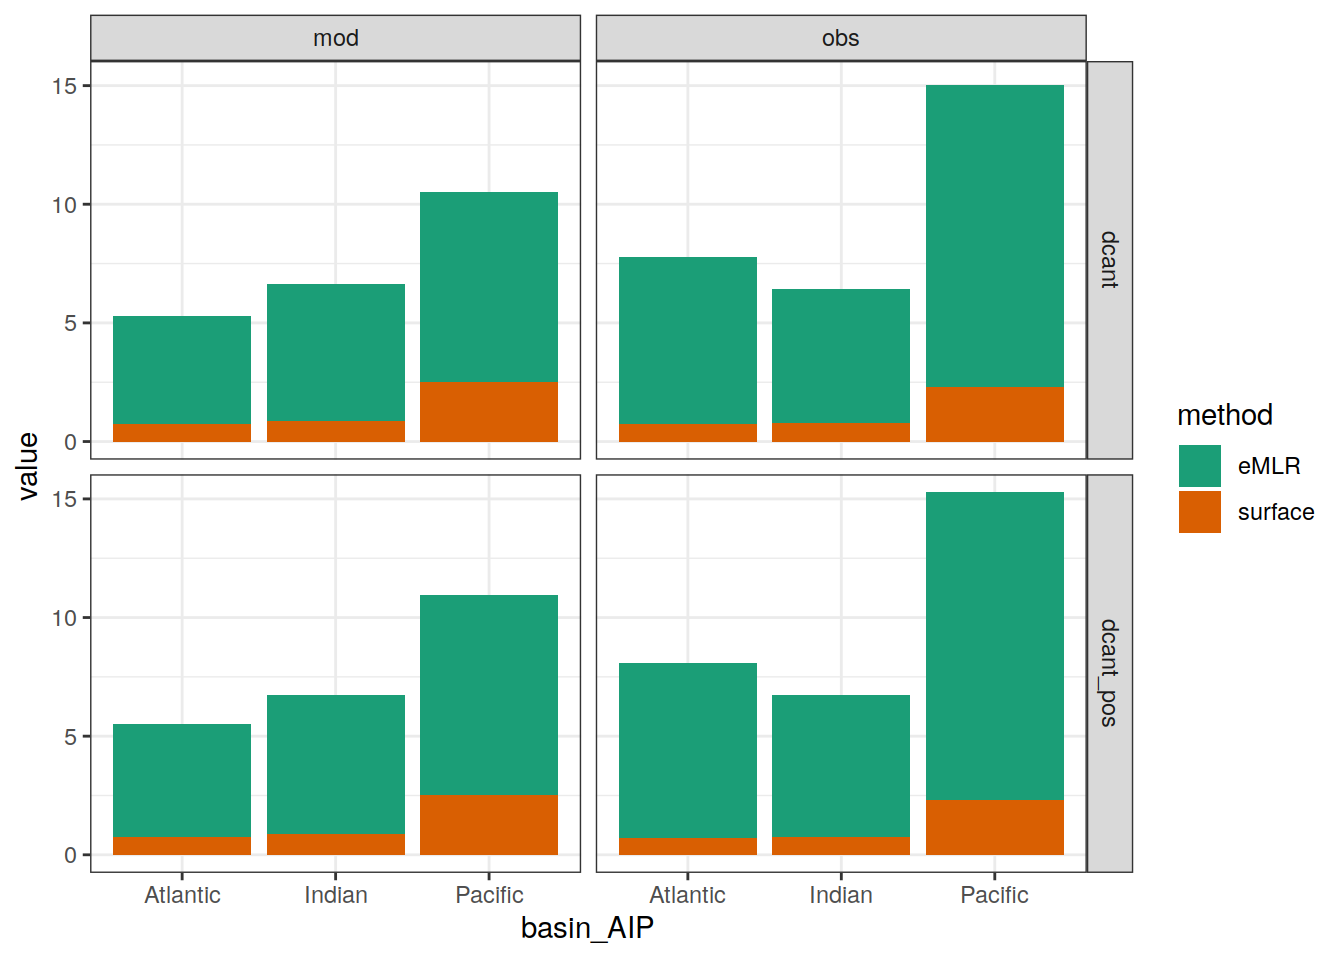 mod
obs
15
10
5
0
dcant
15
10
5
0
dcant_pos
value
Atlantic
Indian
Pacific
Atlantic
Indian
Pacific
basin_AIP
method
eMLR
surface